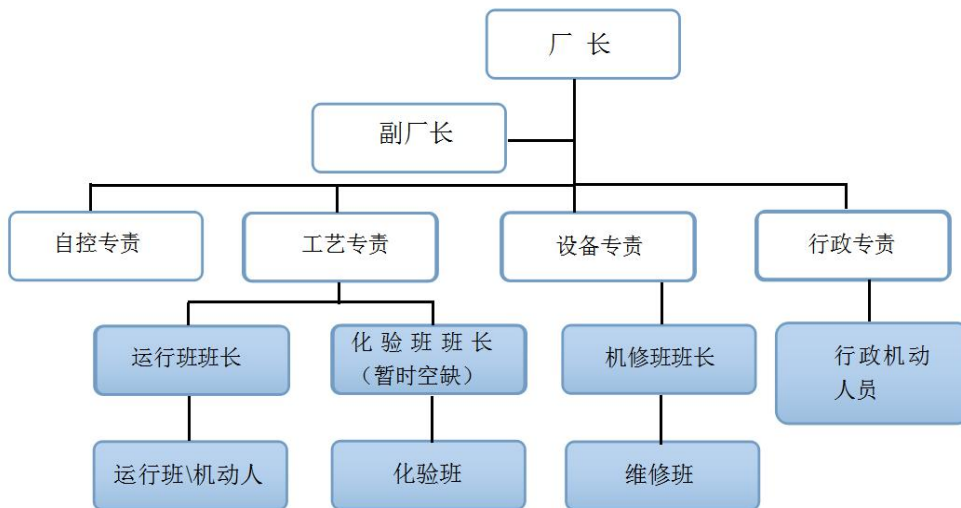 厂 长
副厂长
自控专责
工艺专责
设备专责
行政专责
运行班班长
化 验 班 班 长
（暂时空缺）
机修班班长
行政机动
人员
运行班\机动人
化验班
维修班